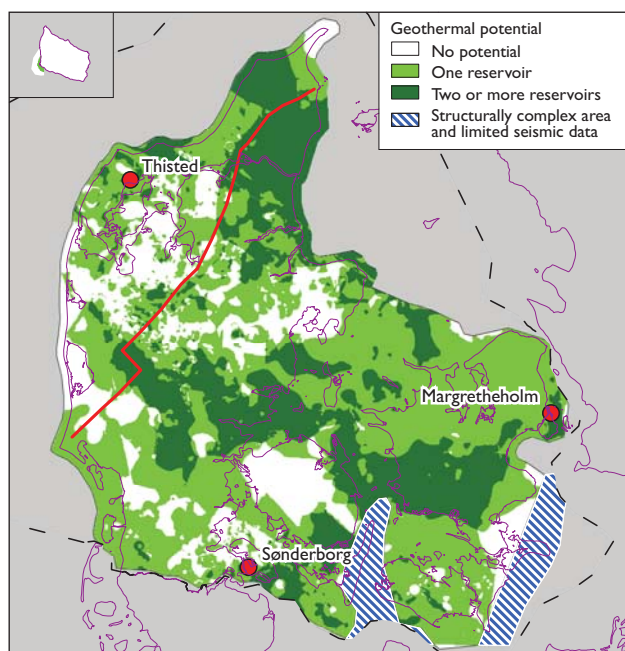 Geothermal potential
No potential
One reservoir
Two or more reservoirs
Structurally complex area
and limited seismic data
Thisted
Margretheholm
Sønderborg